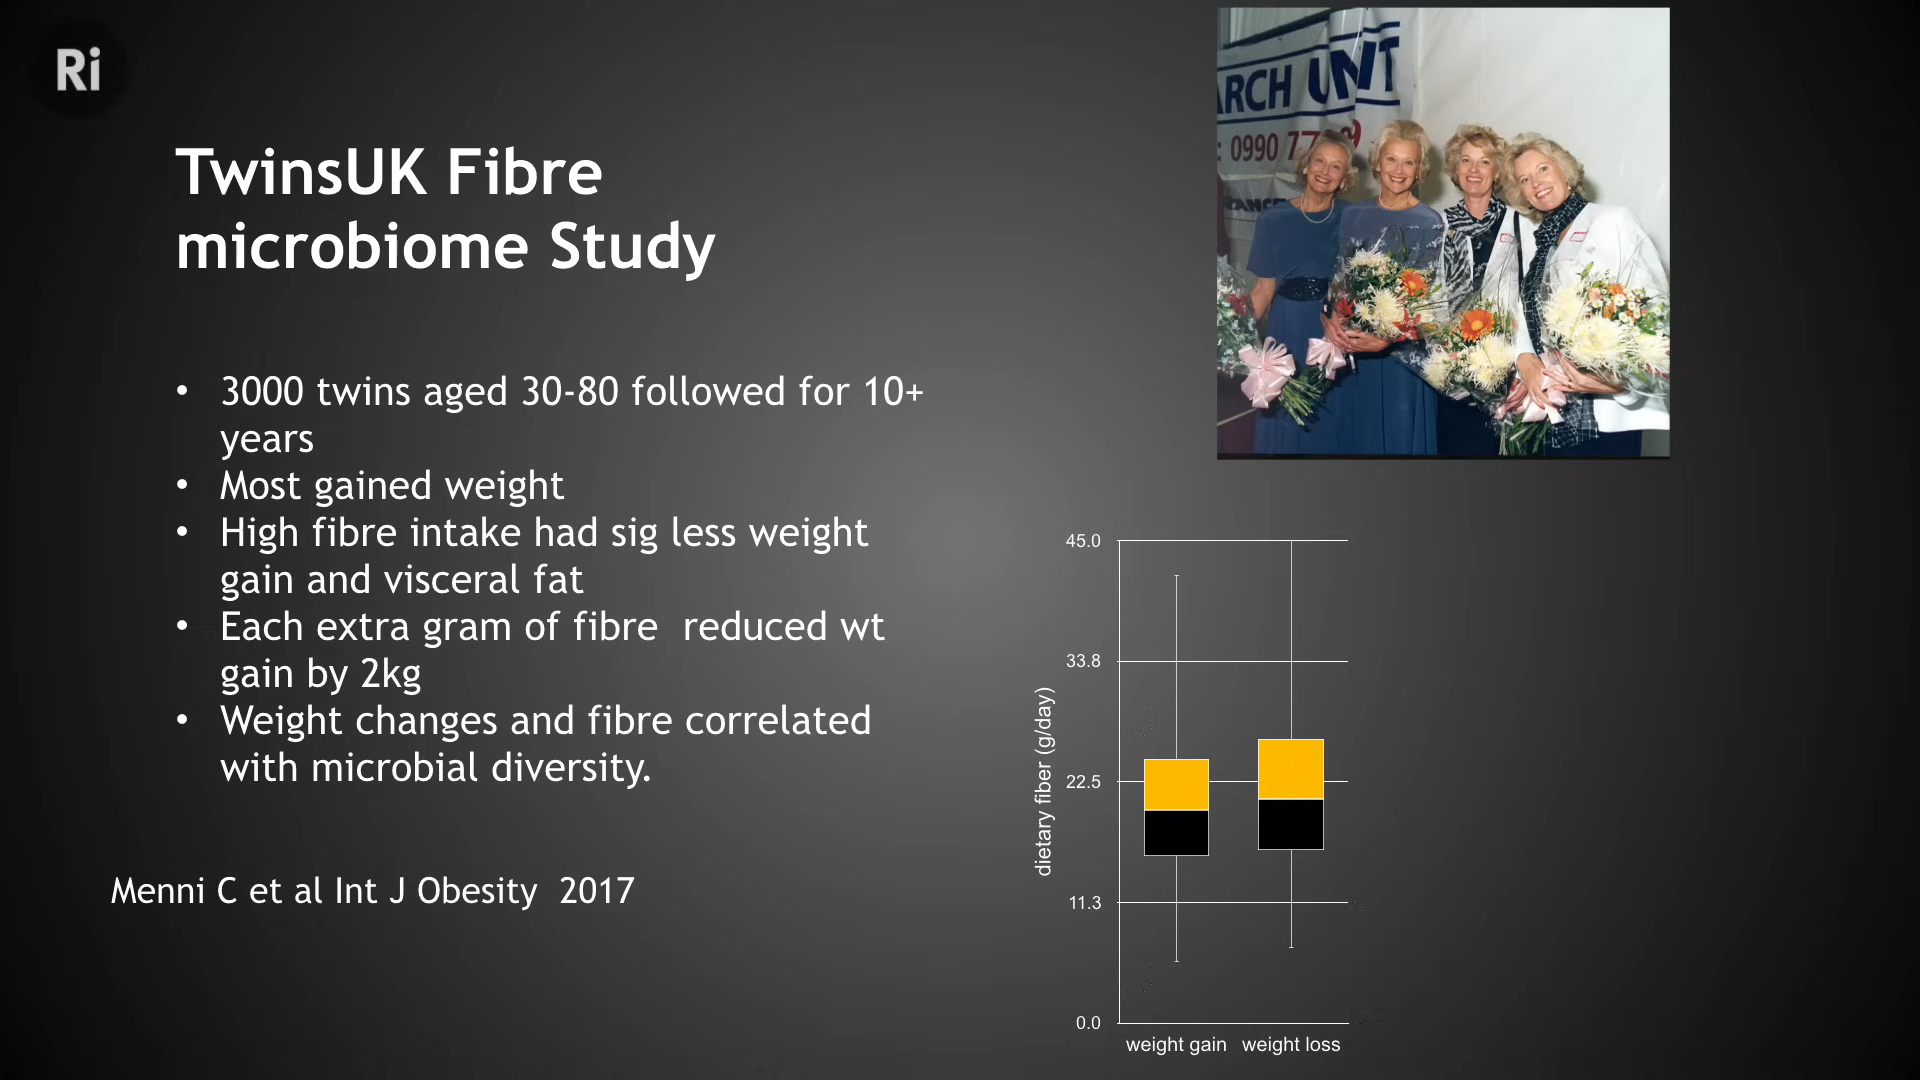 Ri
TwinsUK Fibre
microbiome Study
• 3000 twins aged 30-80 followed for 10+
years
• Most gained weight
• High fibre intake had sig less weight
gain and visceral fat
• Each extra gram of fibre  reduced wt
gain by 2kg
• Weight changes and fibre correlated
with microbial diversity.
Menni C et al Int J Obesity  2017
ARCH UNIT
: 0990
45.0
33.8
22.5
11.3
0.0
dietary fiber (g/day)
weight gain weight loss